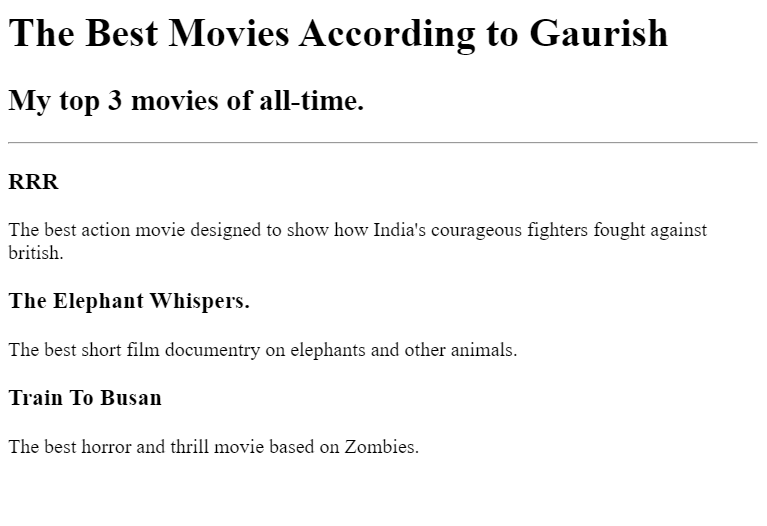 The Best Movies According to Gaurish
My top 3 movies of all-time.
RRR
The best action movie designed to show how India's courageous fighters fought against
british.
The Elephant Whispers.
The best short film documentry on elephants and other animals.
Train To Busan
The best horror and thrill movie based on Zombies.